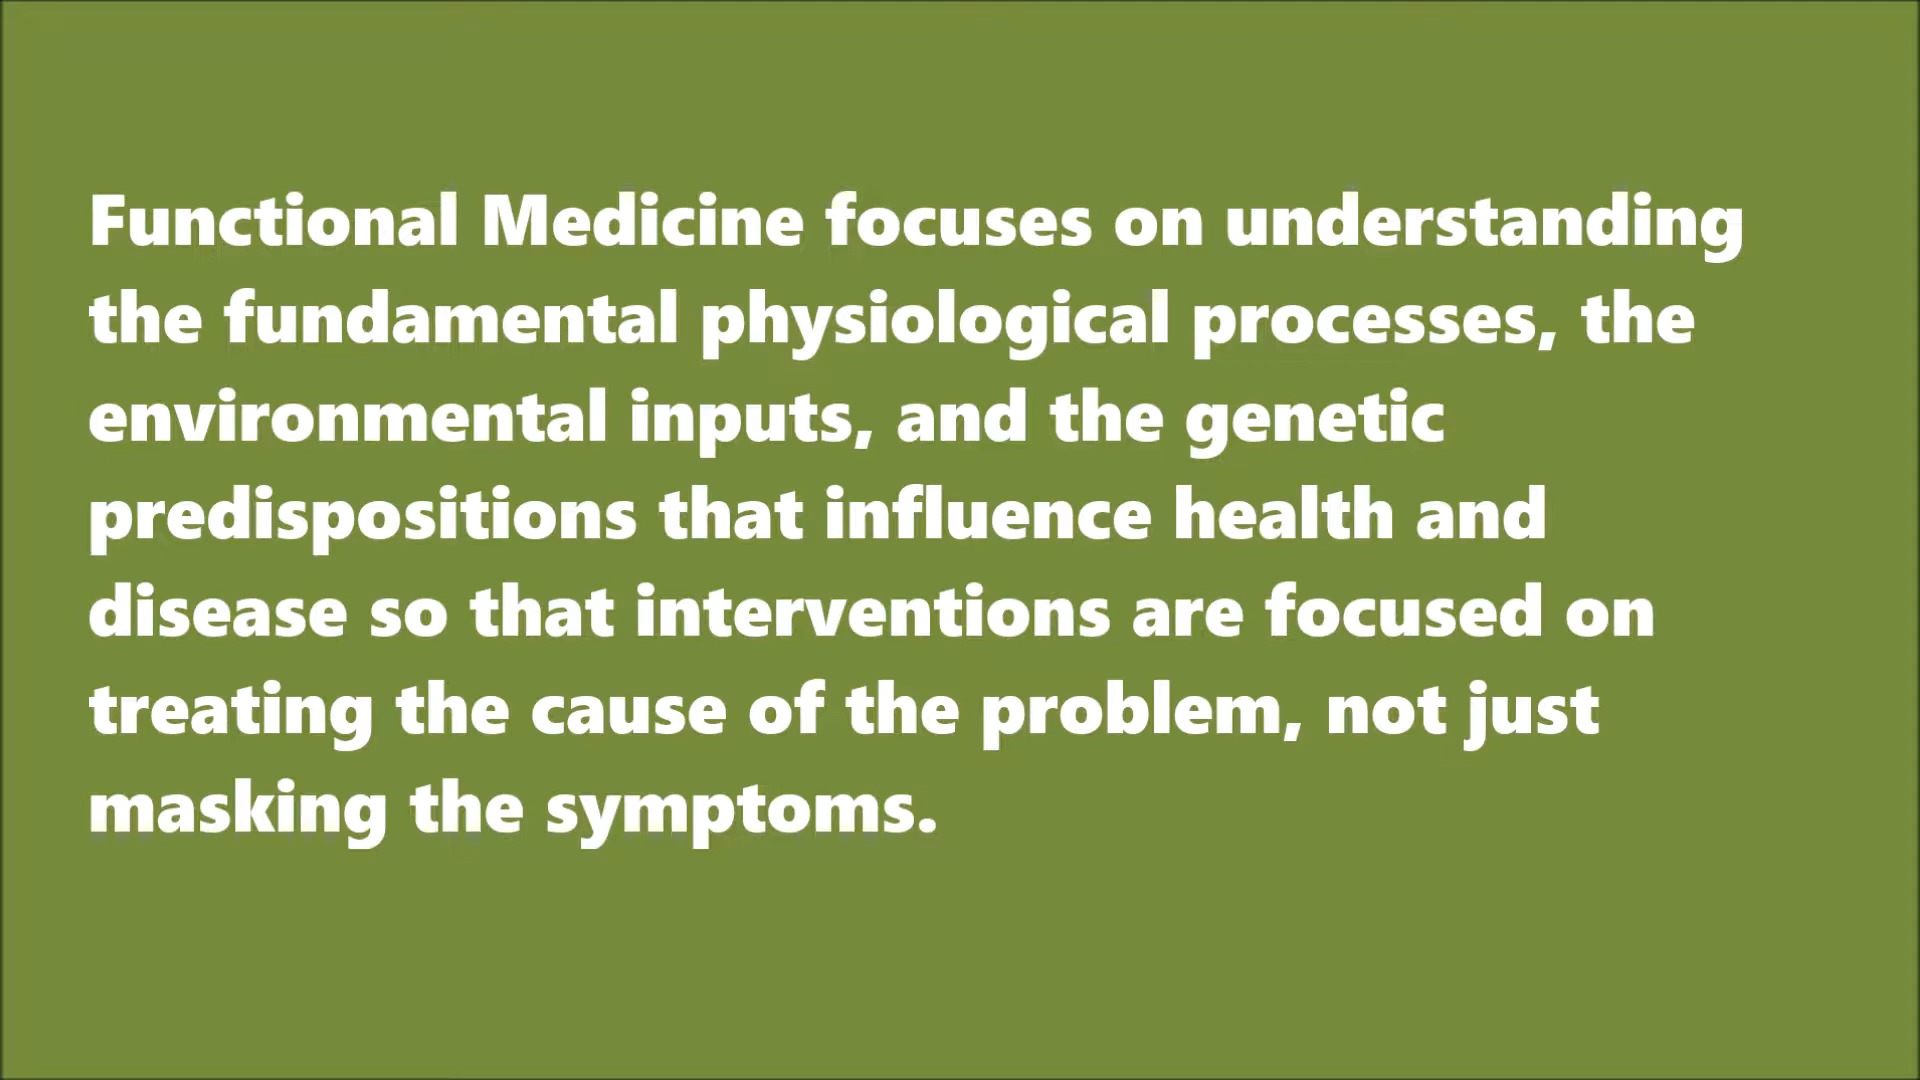 Functional Medicine focuses on understanding
the fundamental physiological processes, the
environmental inputs, and the genetic
predispositions that influence health and
disease so that interventions are focused on
treating the cause of the problem, not just
masking the symptoms.